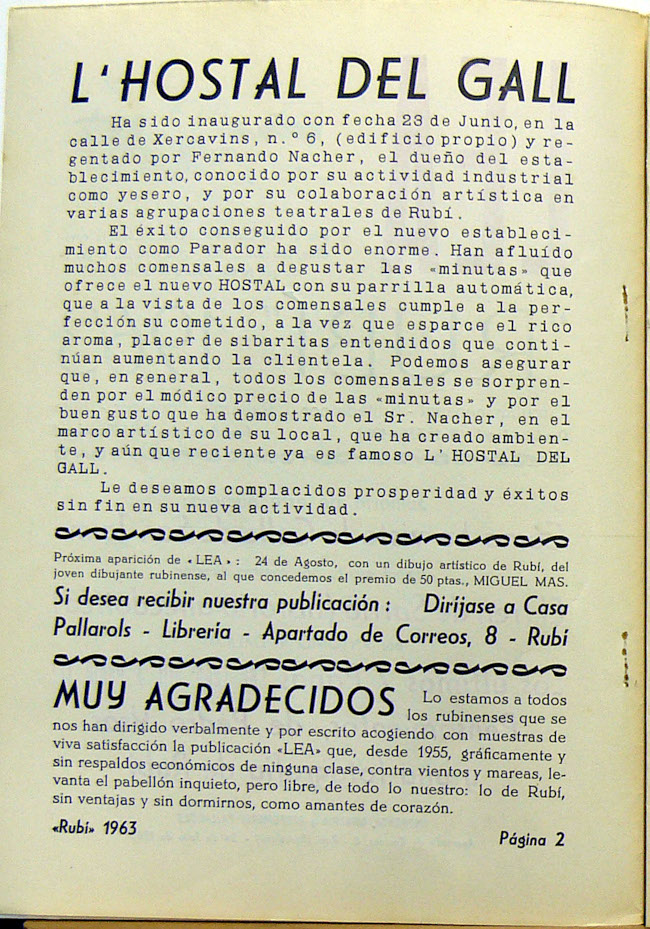 L'HOSTAL DEL GALL
Ha sido inaugurado con fecha 23 de Junio, en la
calle de Xercavins, n.º 6, (edificio propio) y re-
gentado por Fernando Nacher, el dueño del esta-
blecimiento, conocido por su actividad industrial
como yesero, y por su colaboración artística en
varias agrupaciones teatrales de Rubí.
El éxito conseguido por el nuevo estableci-
miento como Parador ha sido enorme. Han afluído
muchos comensales a degustar las «minutas» que
ofrece el nuevo HOSTAL con su parrilla automática,
que a la vista de los comensales cumple a la per-
fección su cometido, a la vez que esparce el rico
aroma, placer de sibaritas entendidos que conti-
núan aumentando la clientela. Podemos asegurar
que, en general, todos los comensales se sorpren-
den por el módico precio de las «minutas» y por el
buen gusto que ha demostrado el Sr. Nacher, en el
marco artístico de su local, que ha creado ambien-
te, y aún que reciente ya es famoso L'HOSTAL DEL
GALL.
Le deseamos complacidos prosperidad y éxitos
sin fin en su nueva actividad.
Próxima aparición de «LEA»: 24 de Agosto, con un dibujo artístico de Rubí, del
joven dibujante rubinense, al que concedemos el premio de 50 ptas., MIGUEL MAS.
Si desea recibir nuestra publicación: Diríjase a Casa
Pallarols - Librería - Apartado de Correos, 8 - Rubí
MUY AGRADECIDOS Lo estamos a todos
los rubinenses que se
nos han dirigido verbalmente y por escrito acogiendo con muestras de
viva satisfacción la publicación «LEA» que, desde 1955, gráficamente y
sin respaldos económicos de ninguna clase, contra vientos y mareas, le-
vanta el pabellón inquieto, pero libre, de todo lo nuestro: lo de Rubí,
sin ventajas y sin dormirnos, como amantes de corazón.
«Rubí» 1963
Página 2